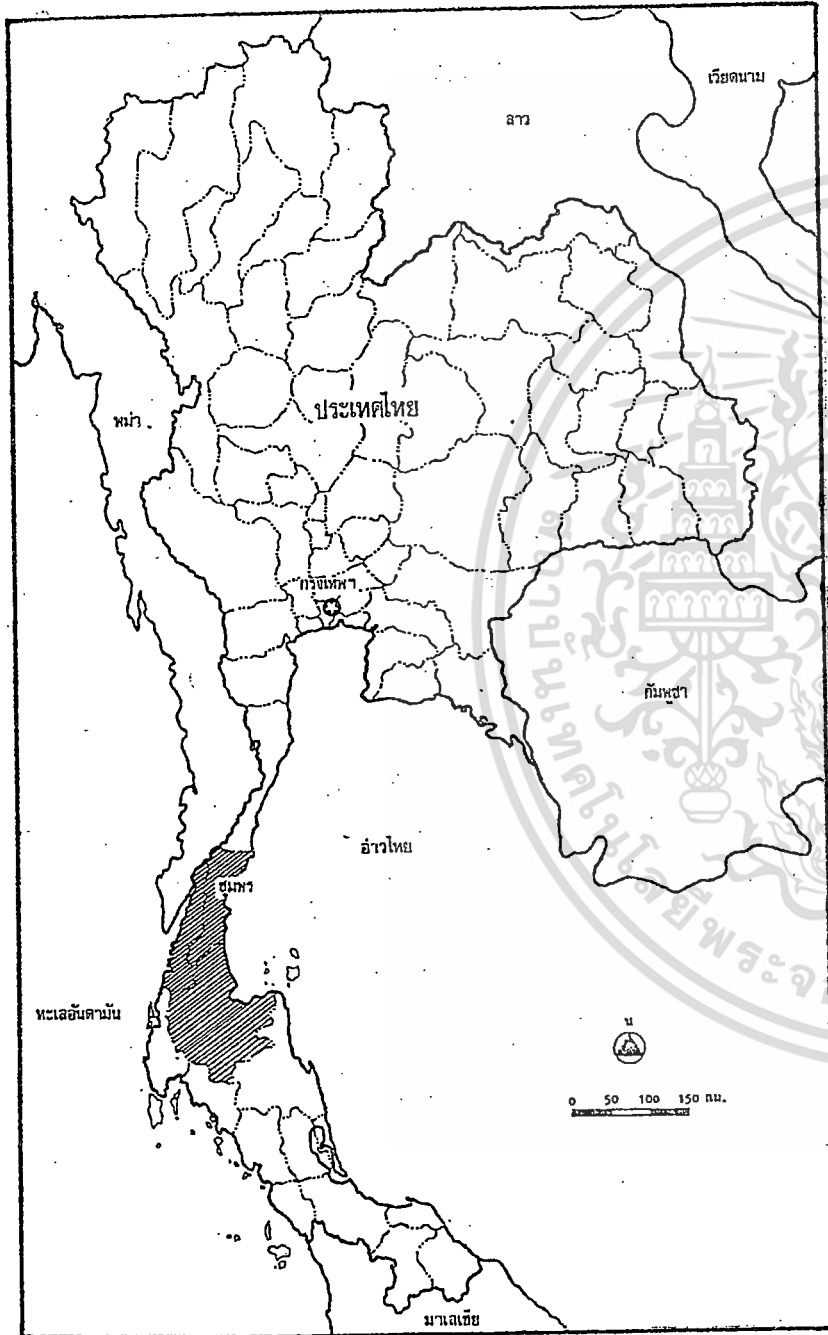 เวียดนาม
ลาว
พม่า
ประเทศไทย
กรุงเทพฯ
กัมพูชา
อ่าวไทย
ชุมพร
ทะเลอันดามัน
น
0 50 100 150 กม.
มาเลเซีย